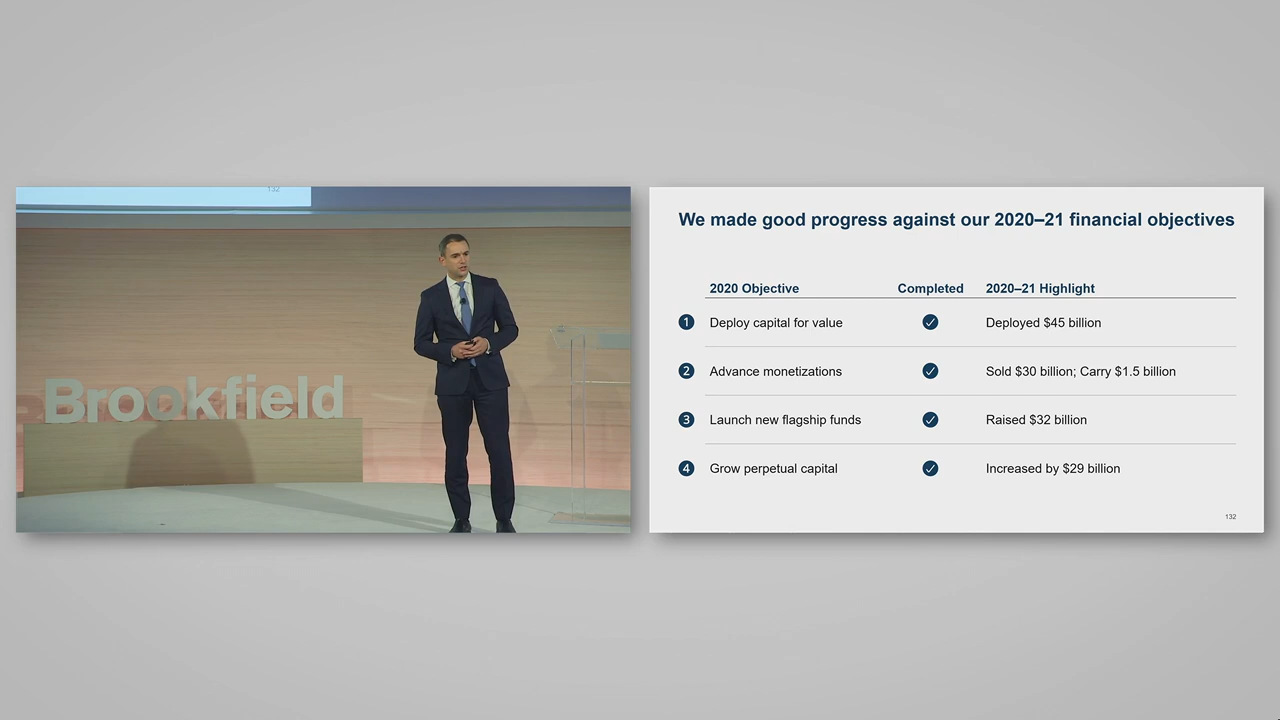 132
Brookfield
We made good progress against our 2020–21 financial objectives
2020 Objective Completed 2020–21 Highlight
1 Deploy capital for value Deployed $45 billion
2 Advance monetizations Sold $30 billion; Carry $1.5 billion
3 Launch new flagship funds Raised $32 billion
4 Grow perpetual capital Increased by $29 billion
132